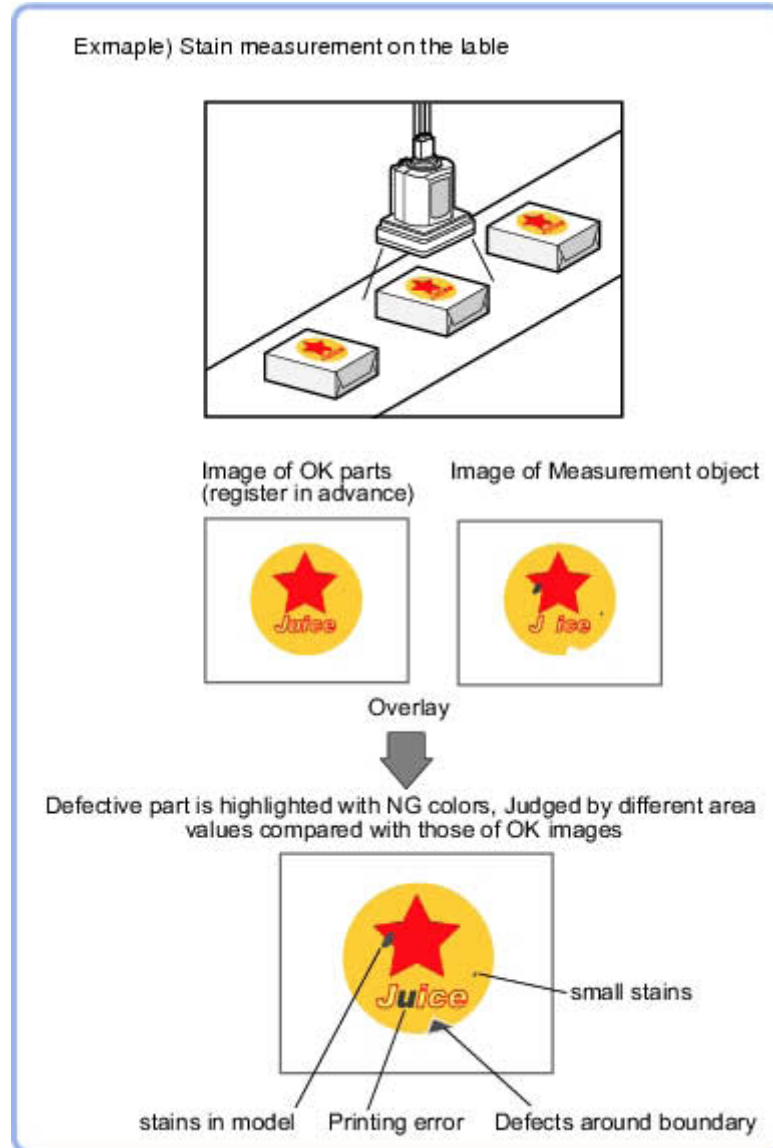 Exmaple) Stain measurement on the lable
Image of OK parts
(register in advance)
Image of Measurement object
Juice
J ice
Overlay
Defective part is highlighted with NG colors, Judged by different area
values compared with those of OK images
Juice
small stains
stains in model
Printing error
Defects around boundary